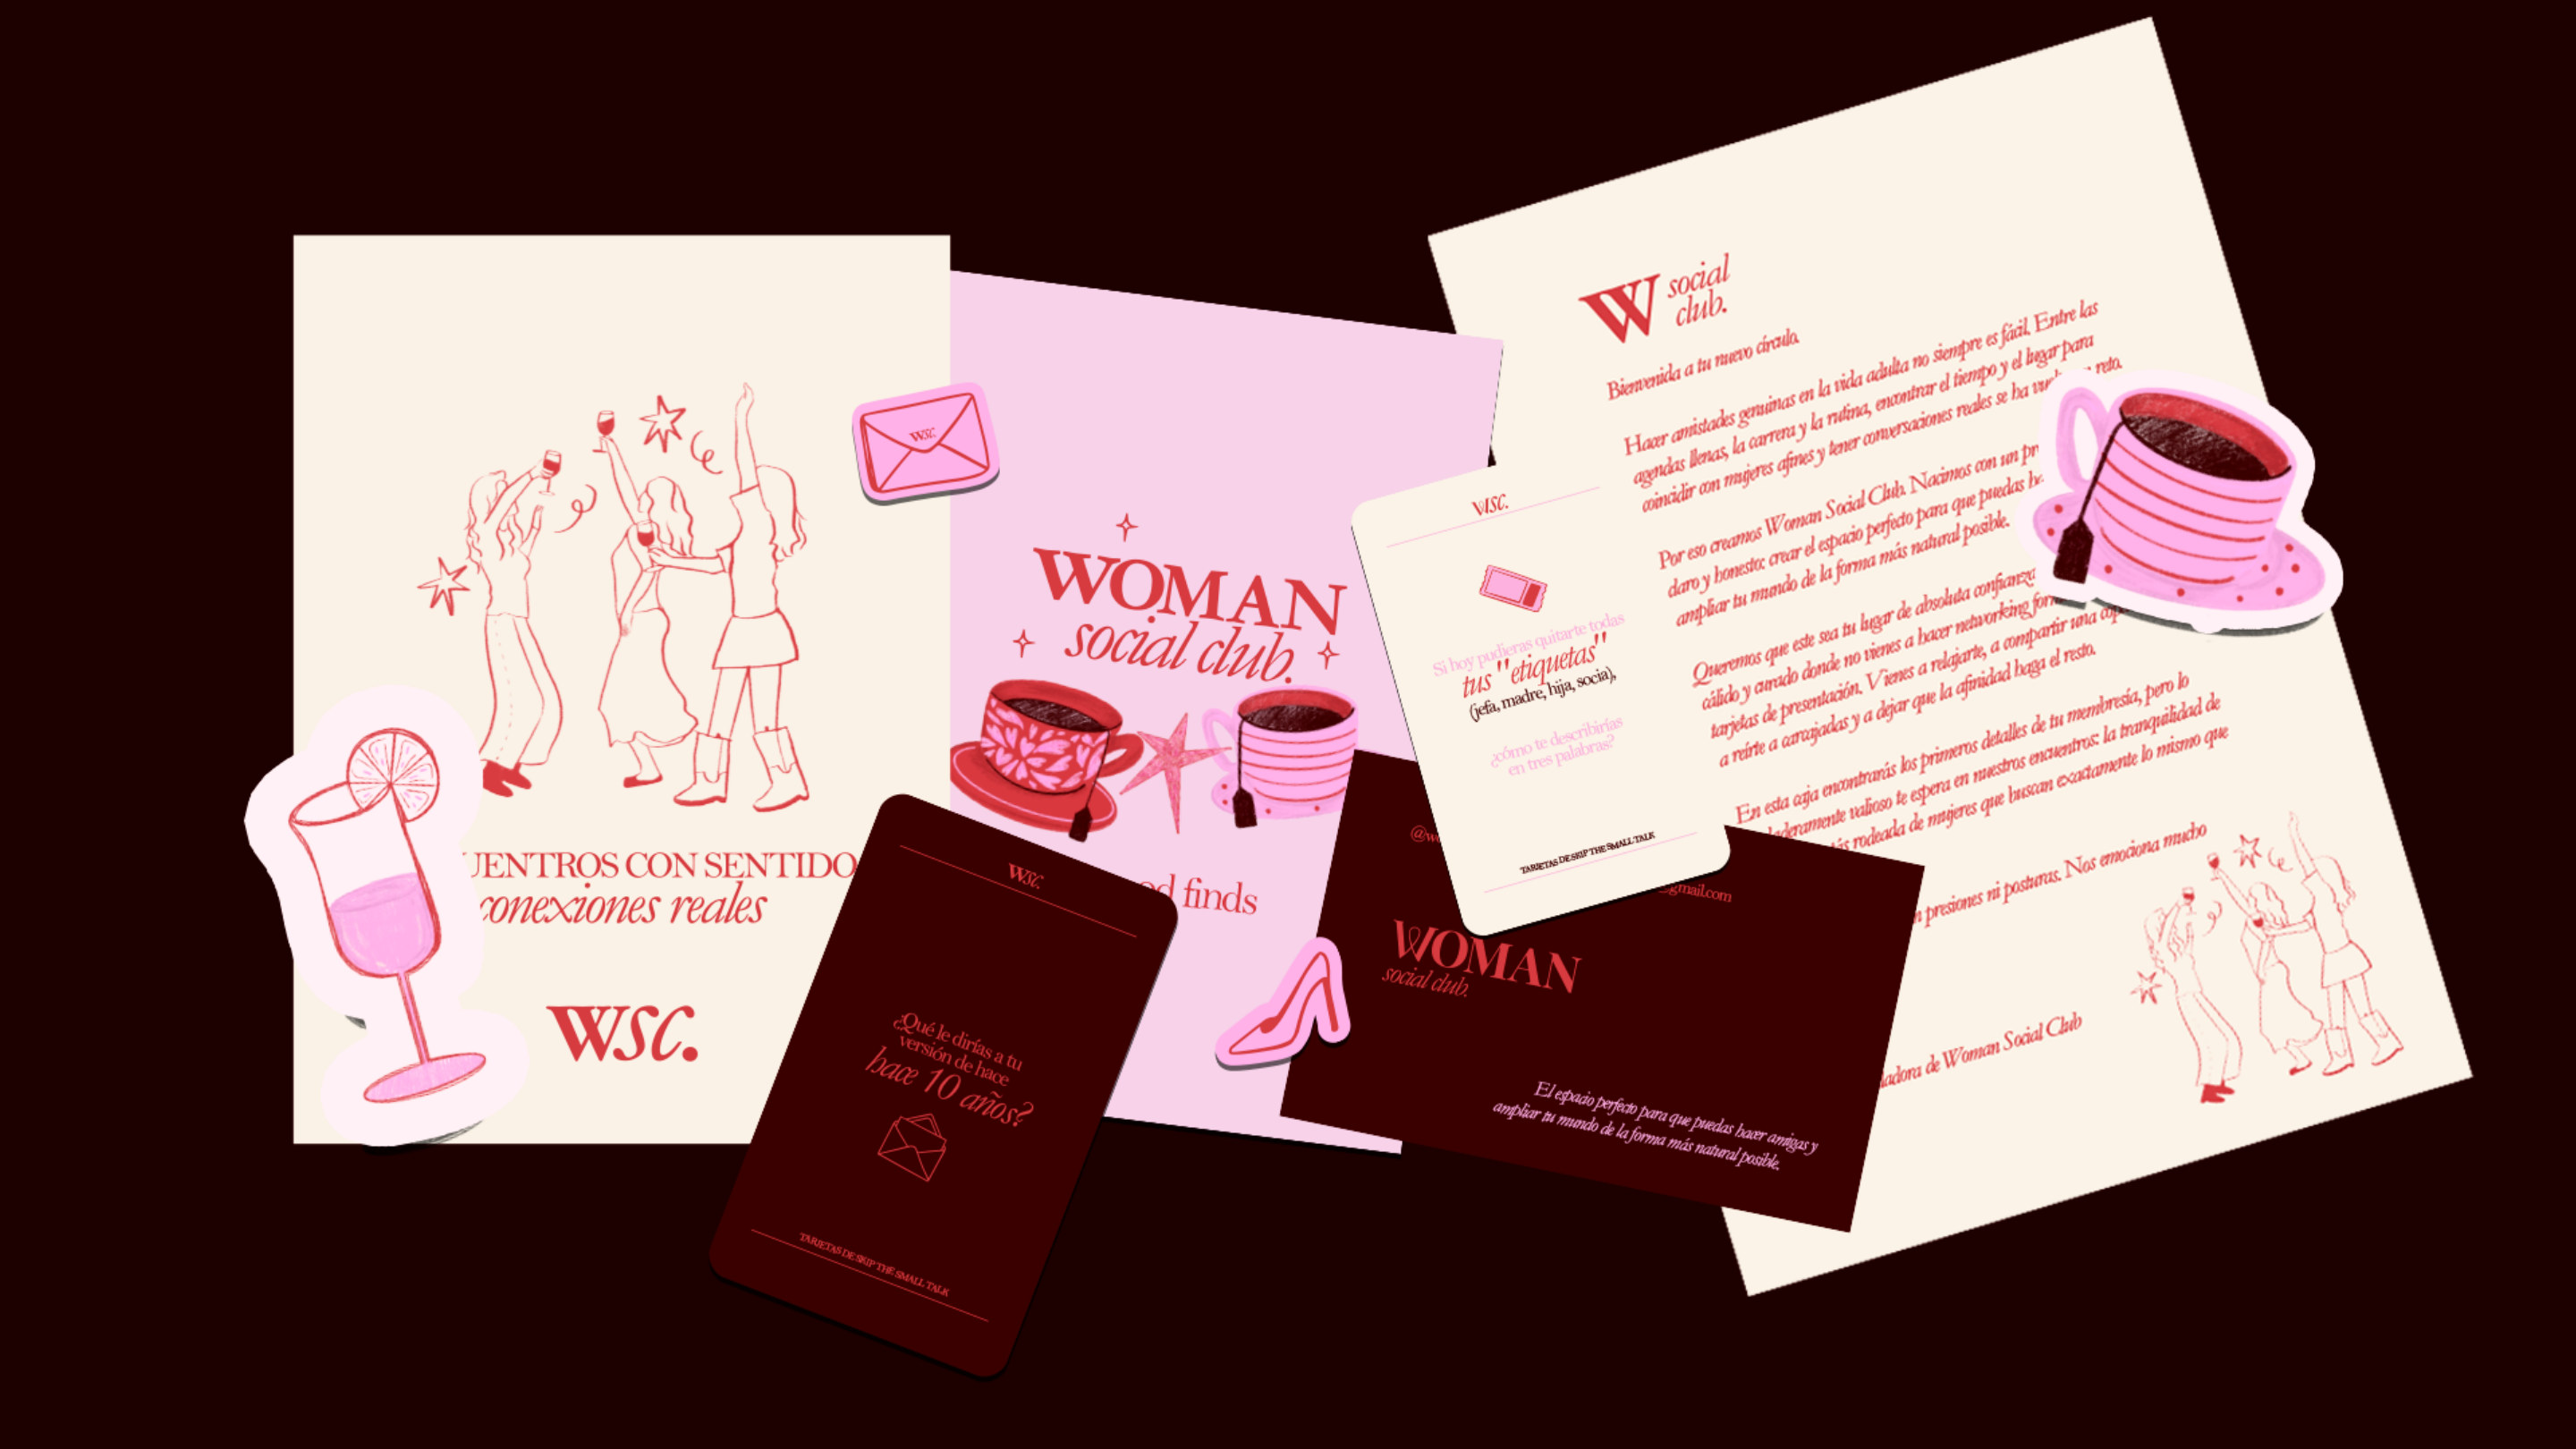 UENTROS CON SENTIDO
conexiones reales
WSC.
WSC.
WOMAN
social club.
finds
WSC.
¿Qué le dirías a tu
versión de hace
hace 10 años?
TARJETAS DE SKIP THE SMALL TALK
WSC.
Si hoy pudieras quitarte todas
tus "etiquetas"
(jefa, madre, hija, socia),
¿cómo te describirías
en tres palabras?
TARJETAS DE SKIP THE SMALL TALK
gmail.com
WOMAN
social club.
El espacio perfecto para que puedas hacer amigas y
ampliar tu mundo de la forma más natural posible.
W social
club.
Bienvenida a tu nuevo círculo.
Hacer amistades genuinas en la vida adulta no siempre es fácil. Entre las
agendas llenas, la carrera y la rutina, encontrar el tiempo y el lugar para
coincidir con mujeres afines y tener conversaciones reales se ha reto.
Por eso creamos Woman Social Club. Nacimos con un
claro y honesto: crear el espacio perfecto para que puedas
ampliar tu mundo de la forma más natural posible.
Queremos que este sea tu lugar de absoluta confianza
cálido y curado donde no vienes a hacer networking
tarjetas de presentación. Vienes a relajarte, a compartir una
a reírte a carcajadas y a dejar que la afinidad haga el resto.
En esta caja encontrarás los primeros detalles de tu membresía, pero lo
deramente valioso te espera en nuestros encuentros: la tranquilidad de
rodeada de mujeres que buscan exactamente lo mismo que
presiones ni posturas. Nos emociona mucho
adora de Woman Social Club